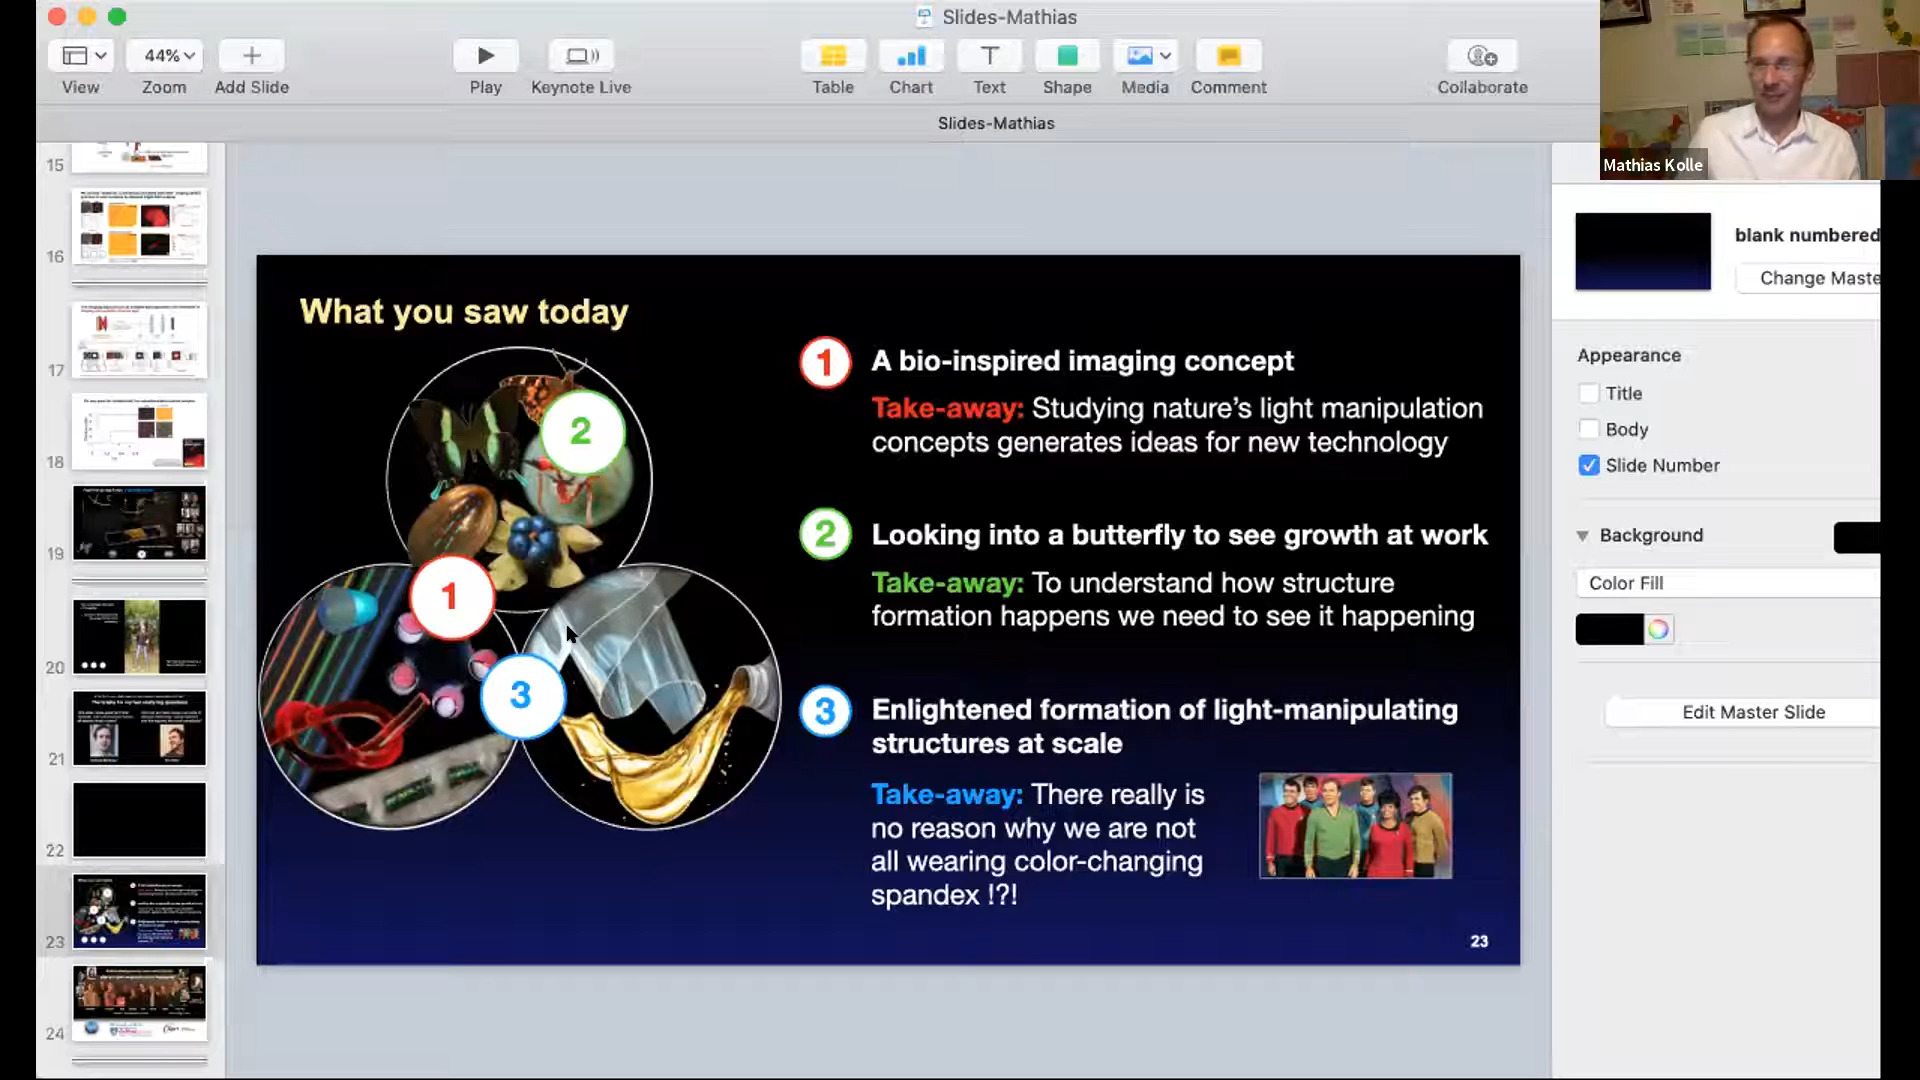 Slides-Mathias
44%
View
Zoom
Add Slide
Play
Keynote Live
Table
Chart
Text
Shape
Media
Comment
Collaborate
Slides-Mathias
Mathias Kolle
15
16
17
18
19
20
21
22
23
24
What you saw today
2
1
3
1 A bio-inspired imaging concept
Take-away: Studying nature's light manipulation
concepts generates ideas for new technology
2 Looking into a butterfly to see growth at work
Take-away: To understand how structure
formation happens we need to see it happening
3 Enlightened formation of light-manipulating
structures at scale
Take-away: There really is
no reason why we are not
all wearing color-changing
spandex !?!
23
blank numbered
Change Maste
Appearance
Title
Body
Slide Number
Background
Color Fill
Edit Master Slide